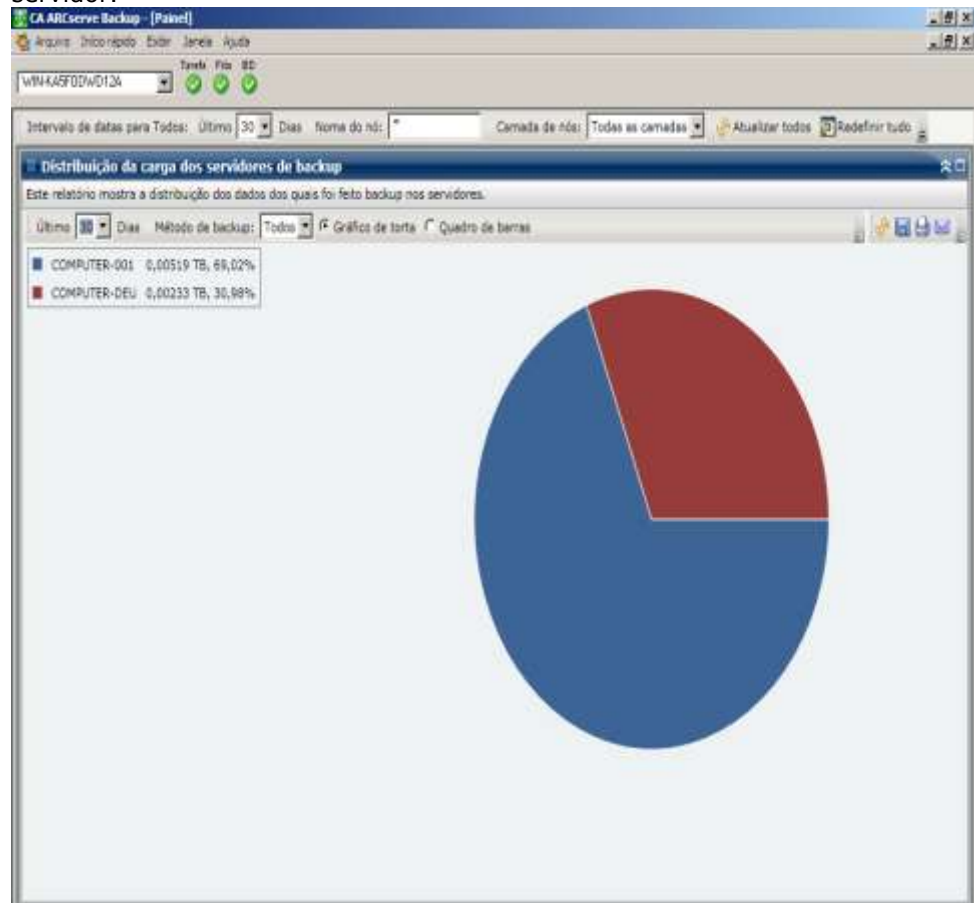 servidor.
CA ARCserve Backup - [Painel]
Arquivo Início rápido Exibir Janela Ajuda
Tarefa Fila BD
WIN-KA5F0DWD12A
Intervalo de datas para Todos: Último 30 Dias Nome do nó: * Camada de nós: Todas as camadas Atualizar todos Redefinir tudo
Distribuição da carga dos servidores de backup
Este relatório mostra a distribuição dos dados dos quais foi feito backup nos servidores.
Último 30 Dias Método de backup: Todos Gráfico de torta Quadro de barras
COMPUTER-001 0,00519 TB, 69,02%
COMPUTER-DEU 0,00233 TB, 30,98%